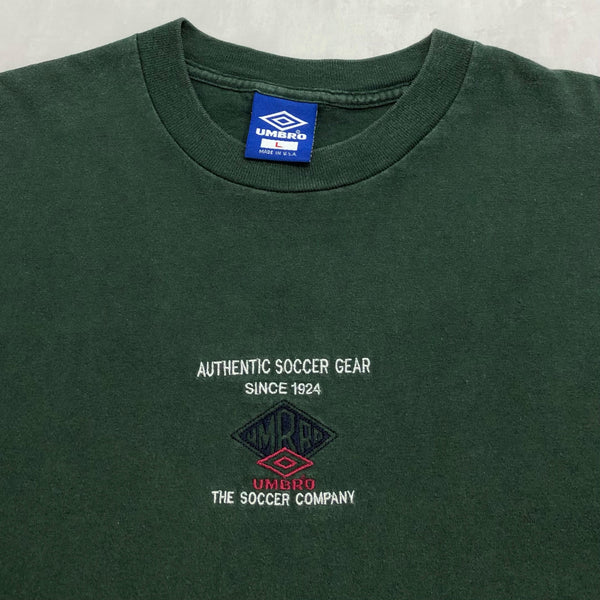 UMBRO
L
MADE IN U.S.A.
AUTHENTIC SOCCER GEAR
SINCE 1924
UMBRO
UMBRO
THE SOCCER COMPANY